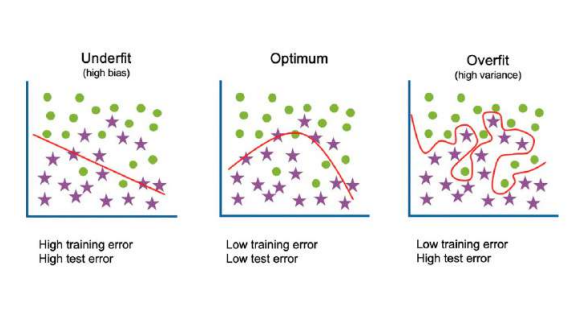 Underfit
(high bias)
High training error
High test error
Optimum
Low training error
Low test error
Overfit
(high variance)
Low training error
High test error